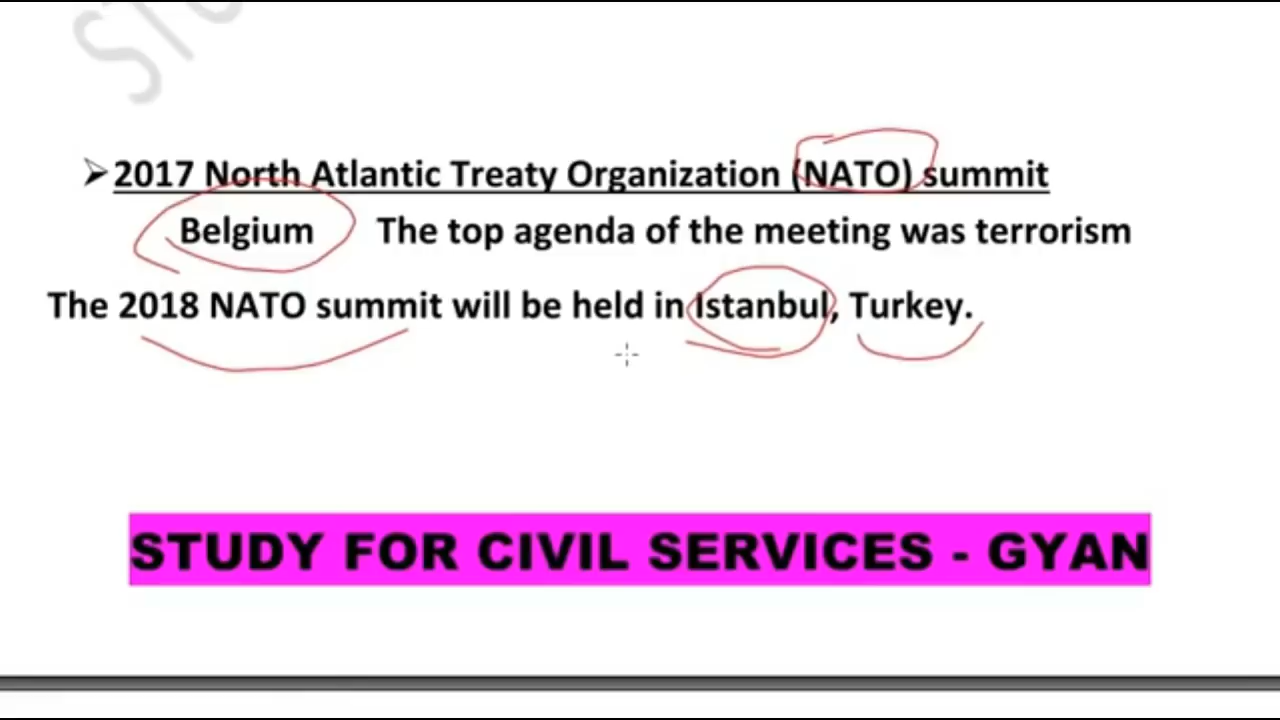 ➢2017 North Atlantic Treaty Organization (NATO) summit
Belgium The top agenda of the meeting was terrorism
The 2018 NATO summit will be held in Istanbul, Turkey.
STUDY FOR CIVIL SERVICES - GYAN